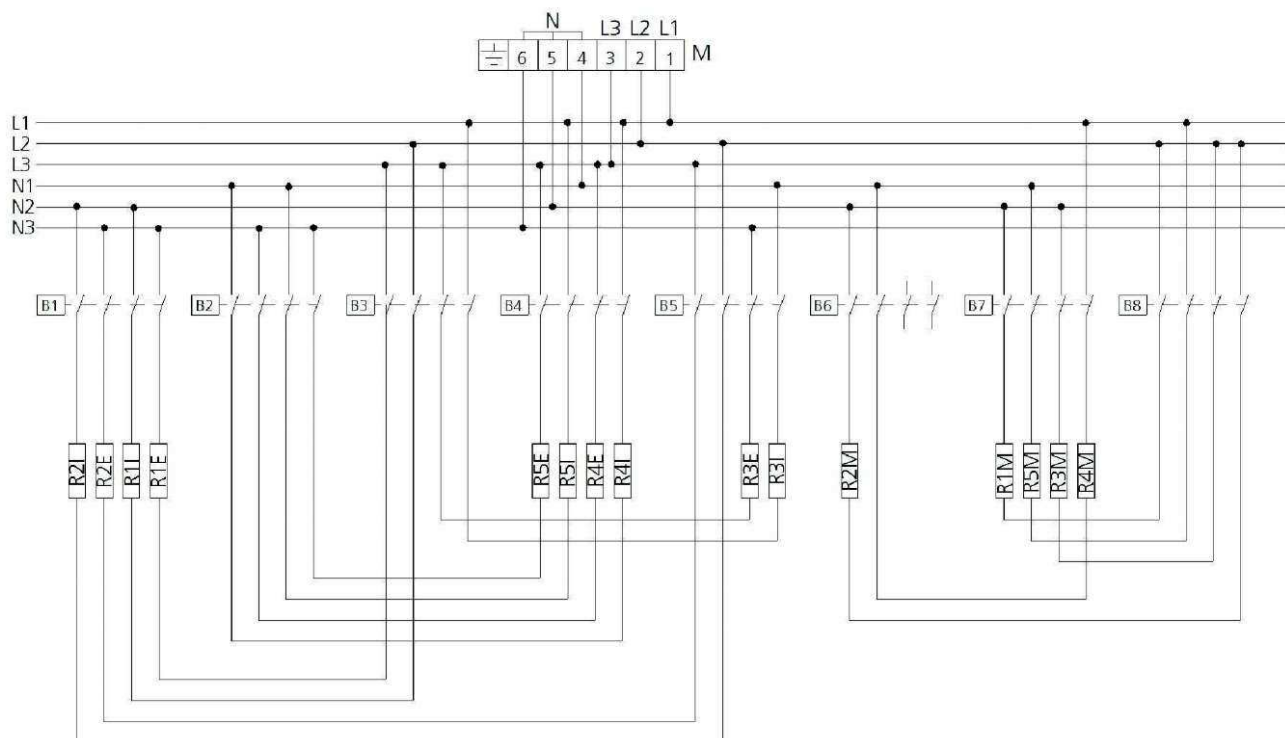 N L3 L2 L1
6 5 4 3 2 1 M
L1
L2
L3
N1
N2
N3
B1 B2 B3 B4 B5 B6 B7 B8
R2I R2E R1I R1E R5E R5I R4E R4I R3E R3I R2M R1M R5M R3M R4M